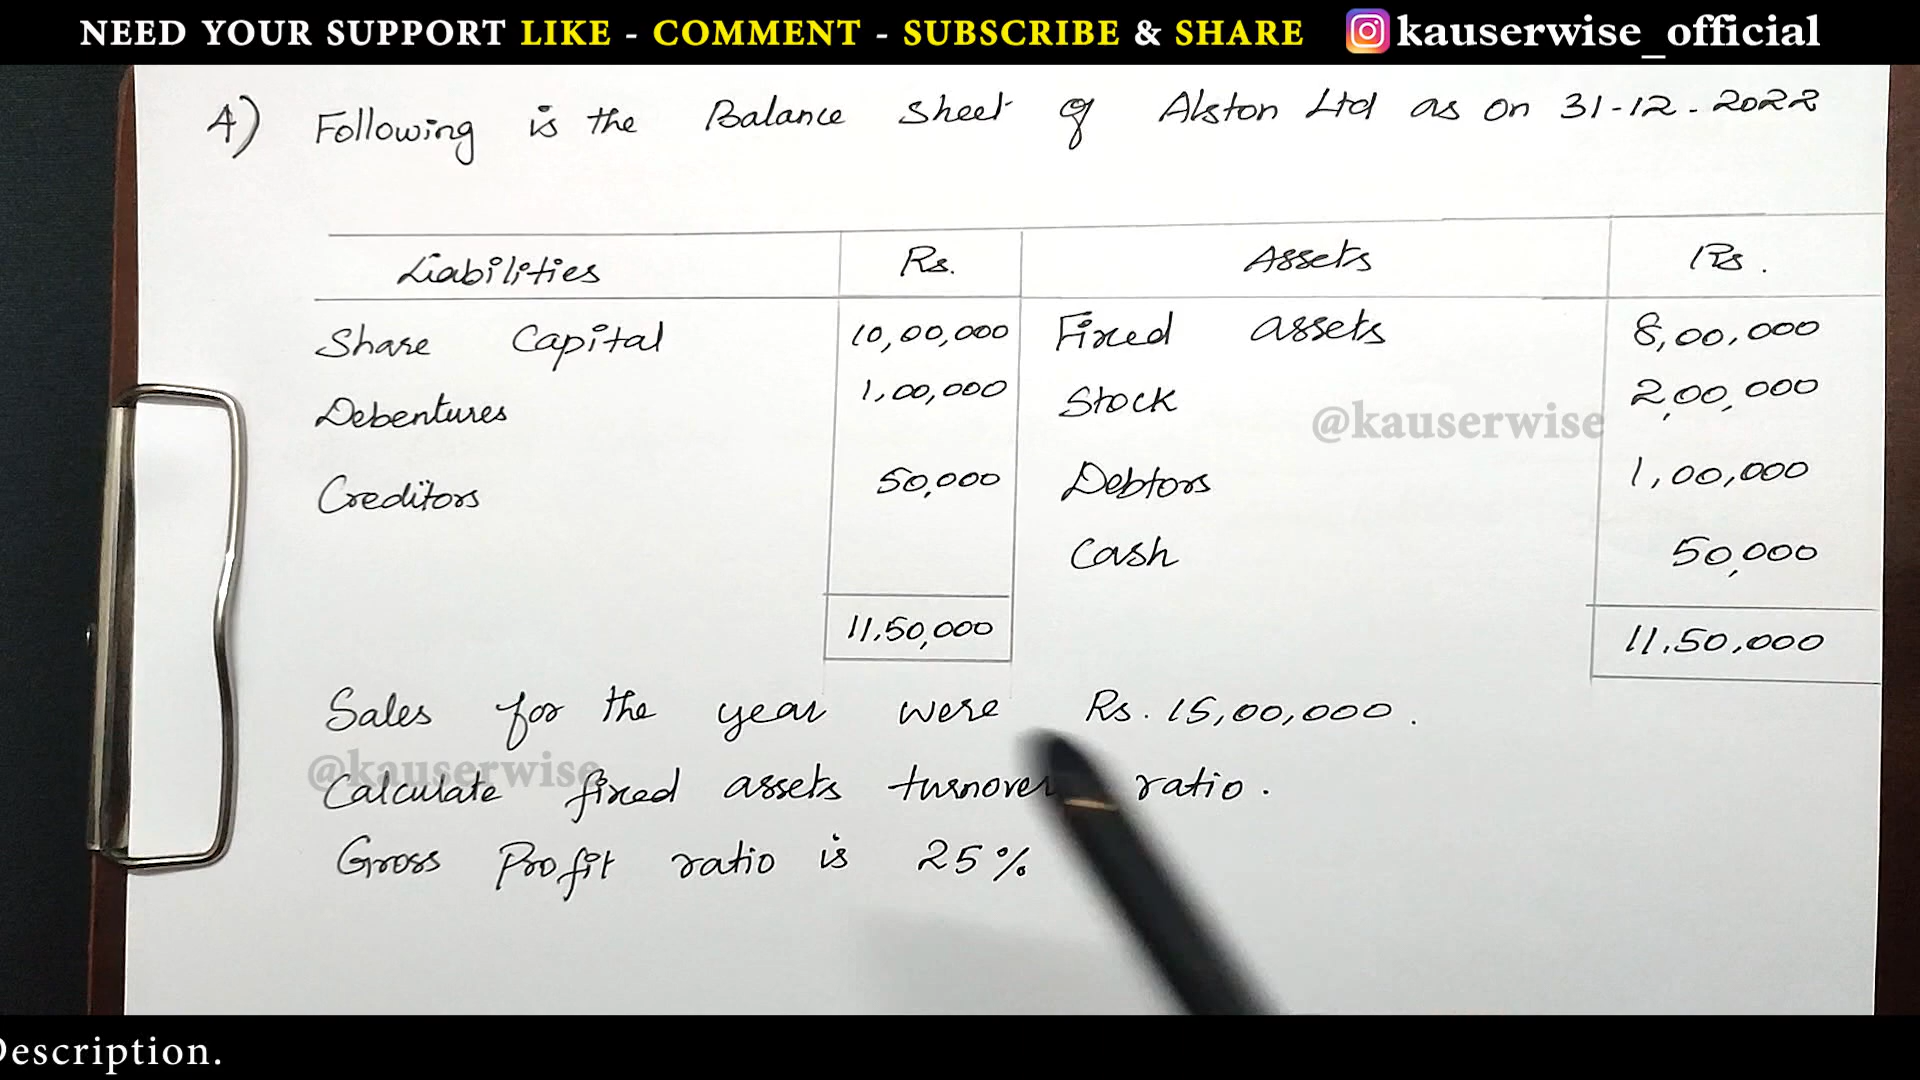 NEED YOUR SUPPORT LIKE - COMMENT - SUBSCRIBE & SHARE kauserwise_official
4) Following is the Balance Sheet of Alston Ltd as on 31-12-2022
Liabilities Rs. Assets Rs.
Share Capital 10,00,000 Fixed assets 8,00,000
Debentures 1,00,000 Stock 2,00,000
@kauserwise
Creditors 50,000 Debtors 1,00,000
Cash 50,000
11,50,000 11,50,000
Sales for the year were Rs. 15,00,000.
@kauserwise
Calculate fixed assets turnover ratio.
Gross Profit ratio is 25%
Description.